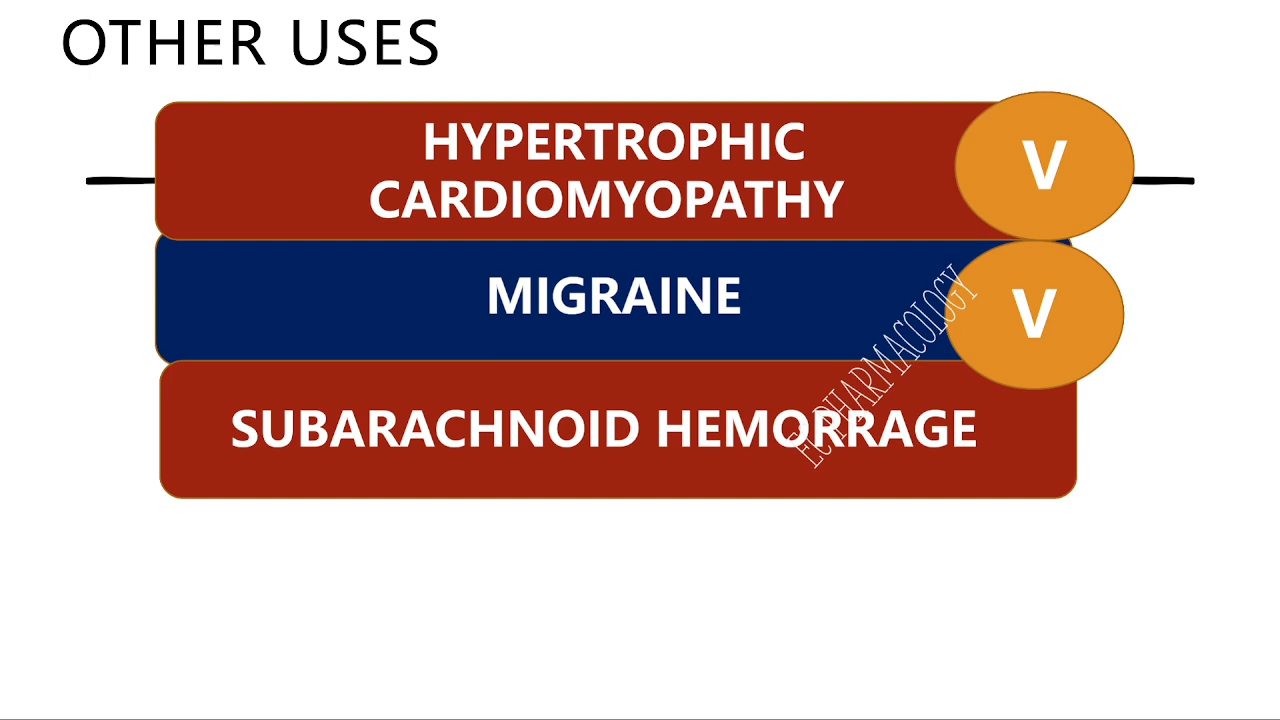 OTHER USES
HYPERTROPHIC
CARDIOMYOPATHY
V
MIGRAINE
V
SUBARACHNOID HEMORRAGE